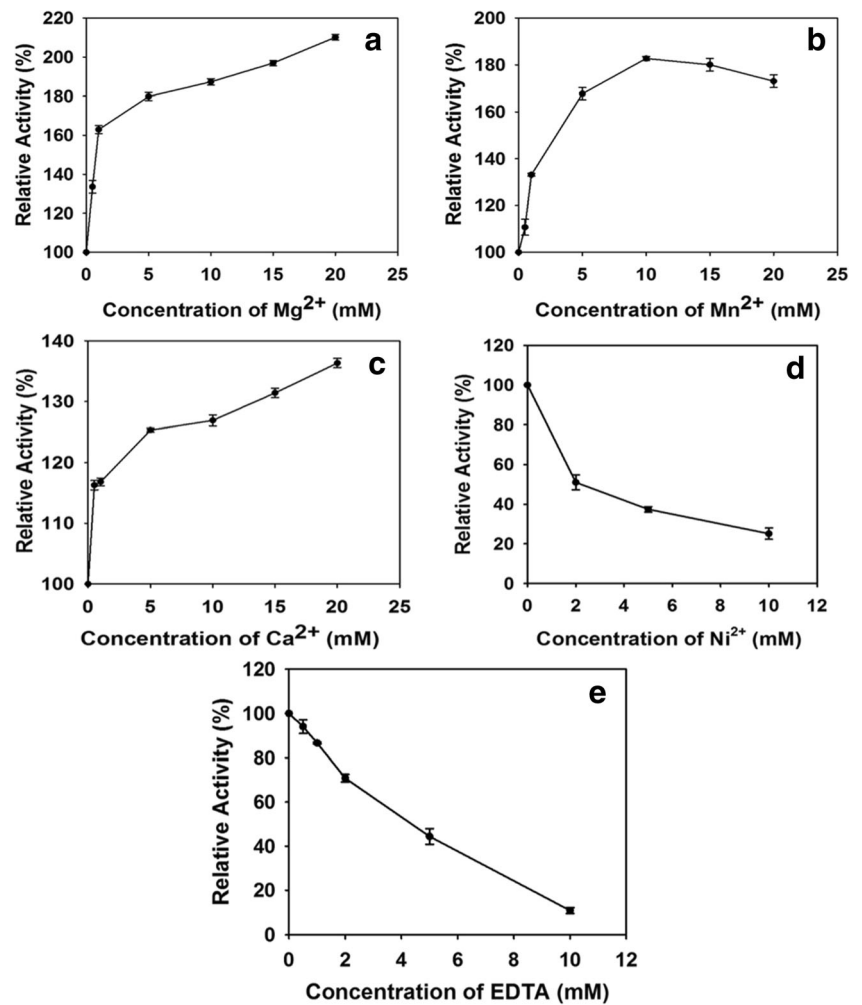 a
Relative Activity (%)
220
200
180
160
140
120
100
0 5 10 15 20 25
Concentration of Mg2+ (mM)
b
Relative Activity (%)
200
180
160
140
120
100
0 5 10 15 20 25
Concentration of Mn2+ (mM)
c
Relative Activity (%)
140
130
120
110
100
0 5 10 15 20 25
Concentration of Ca2+ (mM)
d
Relative Activity (%)
120
100
80
60
40
20
0
0 2 4 6 8 10 12
Concentration of Ni2+ (mM)
e
Relative Activity (%)
120
100
80
60
40
20
0
0 2 4 6 8 10 12
Concentration of EDTA (mM)